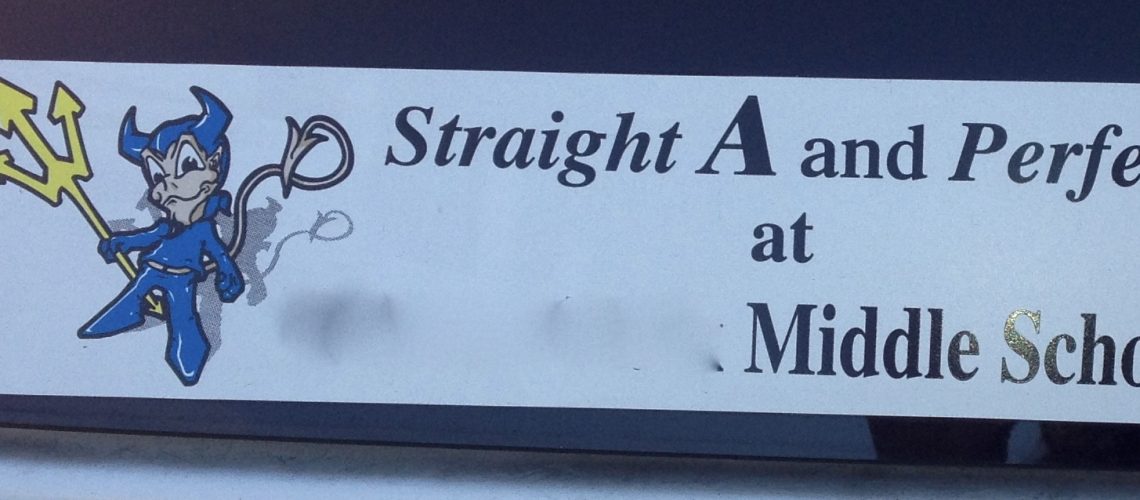 Straight A and Perfe
at
Middle Scho